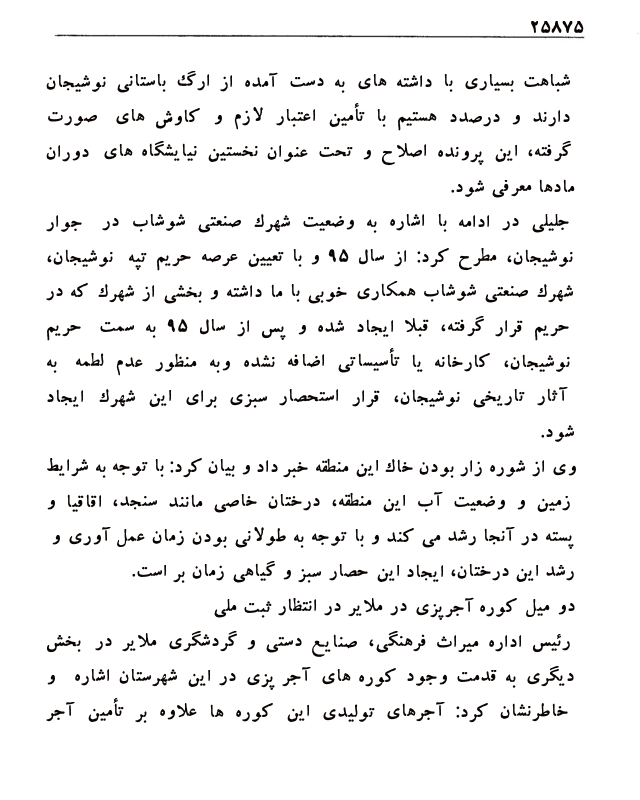 ۲۵۸۷۵
شباهت بسیاری با داشته های به دست آمده از ارگ باستانی نوشیجان
دارند و درصدد هستیم با تأمین اعتبار لازم و کاوش های صورت
گرفته، این پرونده اصلاح و تحت عنوان نخستین نیایشگاه های دوران
مادها معرفی شود.
جلیلی در ادامه با اشاره به وضعیت شهرك صنعتی شوشاب در جوار
نوشیجان، مطرح کرد: از سال ۹۵ و با تعیین عرصه حریم تپه نوشیجان،
شهرك صنعتی شوشاب همکاری خوبی با ما داشته و بخشی از شهرك که در
حریم قرار گرفته، قبلا ایجاد شده و پس از سال ۹۵ به سمت حریم
نوشیجان، کارخانه یا تأسیساتی اضافه نشده وبه منظور عدم لطمه به
آثار تاریخی نوشیجان، قرار استحصار سبزی برای این شهرك ایجاد
شود.
وی از شوره زار بودن خاك این منطقه خبر داد و بیان کرد: با توجه به شرایط
زمین و وضعیت آب این منطقه، درختان خاصی مانند سنجد، اقاقیا و
پسته در آنجا رشد می کند و با توجه به طولانی بودن زمان عمل آوری و
رشد این درختان، ایجاد این حصار سبز و گیاهی زمان بر است.
دو میل کوره آجرپزی در ملایر در انتظار ثبت ملی
رئیس اداره میراث فرهنگی، صنایع دستی و گردشگری ملایر در بخش
دیگری به قدمت وجود کوره های آجر پزی در این شهرستان اشاره و
خاطرنشان کرد: آجرهای تولیدی این کوره ها علاوه بر تأمین آجر